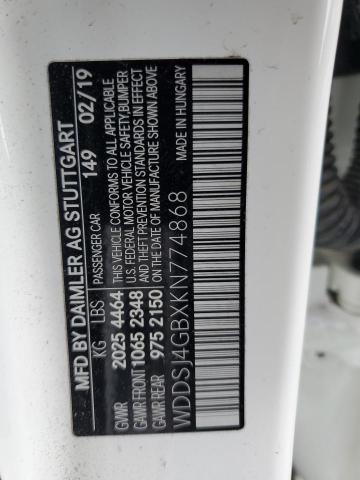 MFD BY DAIMLER AG STUTTGART
KG LBS PASSENGER CAR 149 02/19
GVWR 2025 4464 THIS VEHICLE CONFORMS TO ALL APPLICABLE
U.S. FEDERAL MOTOR VEHICLE SAFETY, BUMPER
GAWR FRONT 1065 2348 AND THEFT PREVENTION STANDARDS IN EFFECT
GAWR REAR 975 2150 ON THE DATE OF MANUFACTURE SHOWN ABOVE
WDDSJ4GBXKN774868 MADE IN HUNGARY